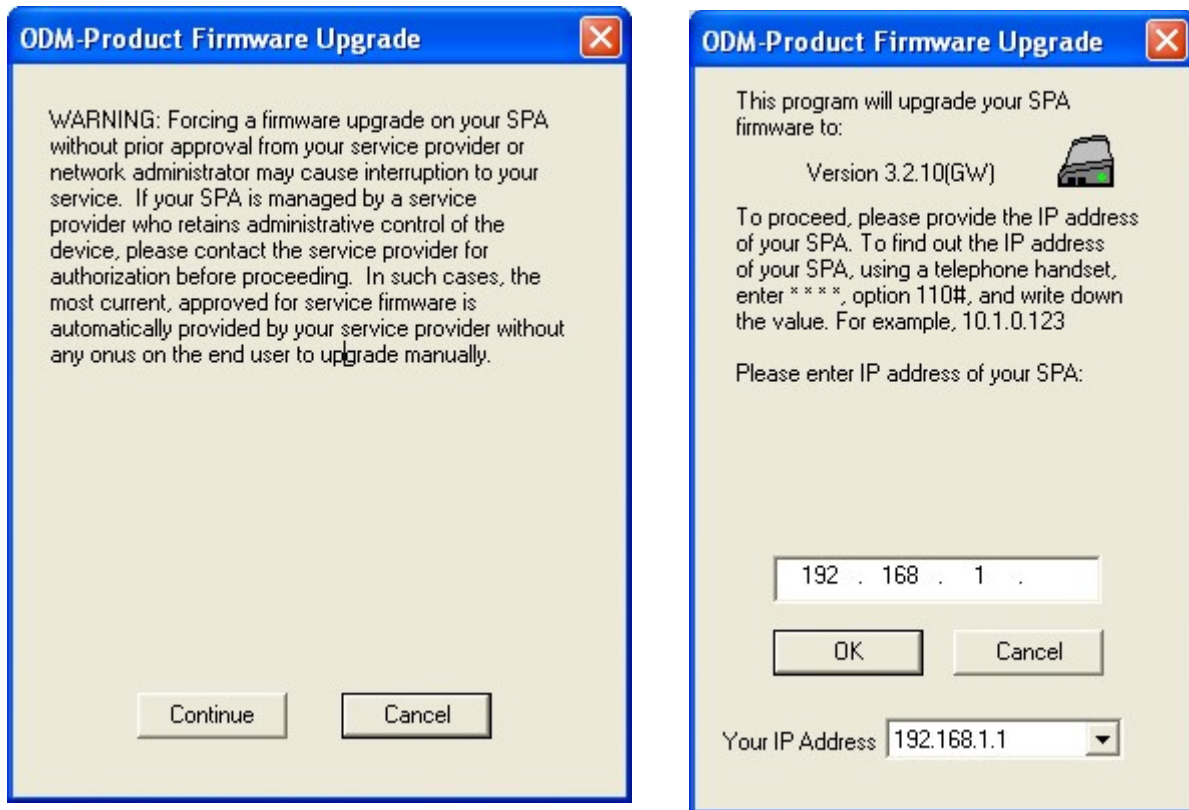 ODM-Product Firmware Upgrade
WARNING: Forcing a firmware upgrade on your SPA
without prior approval from your service provider or
network administrator may cause interruption to your
service.  If your SPA is managed by a service
provider who retains administrative control of the
device, please contact the service provider for
authorization before proceeding.  In such cases, the
most current, approved for service firmware is
automatically provided by your service provider without
any onus on the end user to upgrade manually.
Continue
Cancel
ODM-Product Firmware Upgrade
This program will upgrade your SPA
firmware to:
Version 3.2.10(GW)
To proceed, please provide the IP address
of your SPA. To find out the IP address
of your SPA, using a telephone handset,
enter * * * *, option 110#, and write down
the value. For example, 10.1.0.123
Please enter IP address of your SPA:
192 . 168 . 1 .
OK
Cancel
Your IP Address 192.168.1.1